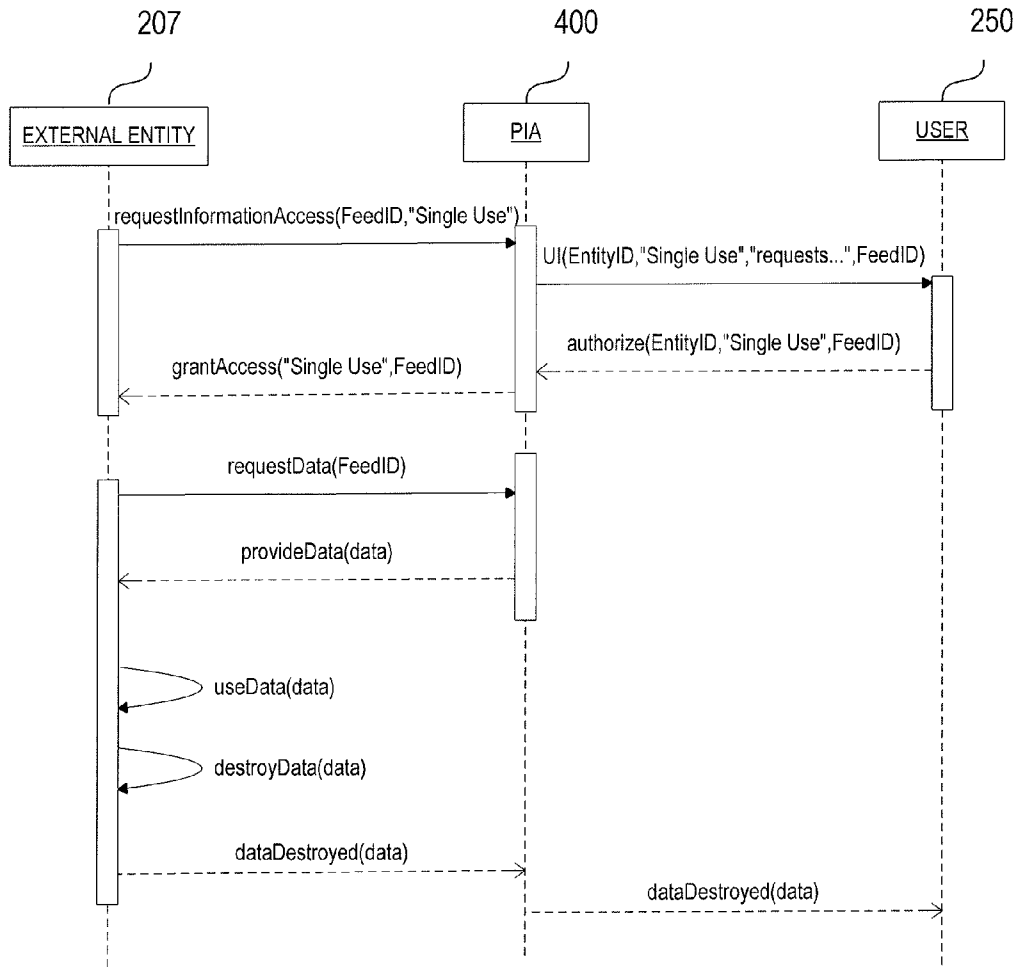 207
400
250
EXTERNAL ENTITY
PIA
USER
requestInformationAccess(FeedID,"Single Use")
UI(EntityID,"Single Use","requests...",FeedID)
authorize(EntityID,"Single Use",FeedID)
grantAccess("Single Use",FeedID)
requestData(FeedID)
provideData(data)
useData(data)
destroyData(data)
dataDestroyed(data)
dataDestroyed(data)